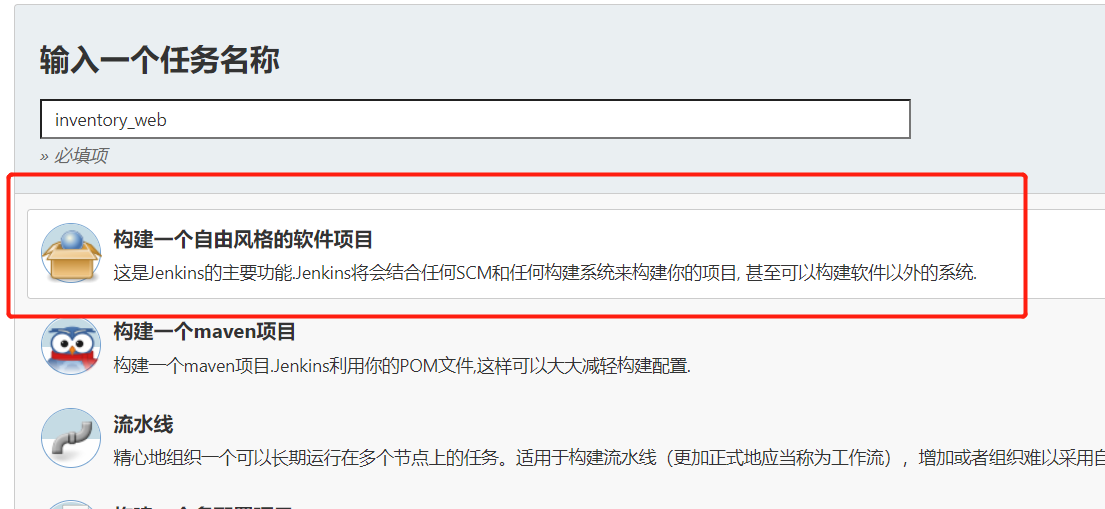 输入一个任务名称
inventory_web
» 必填项
构建一个自由风格的软件项目
这是Jenkins的主要功能.Jenkins将会结合任何SCM和任何构建系统来构建你的项目, 甚至可以构建软件以外的系统.
构建一个maven项目
构建一个maven项目.Jenkins利用你的POM文件,这样可以大大减轻构建配置.
流水线
精心地组织一个可以长期运行在多个节点上的任务。适用于构建流水线（更加正式地应当称为工作流），增加或者组织难以采用自